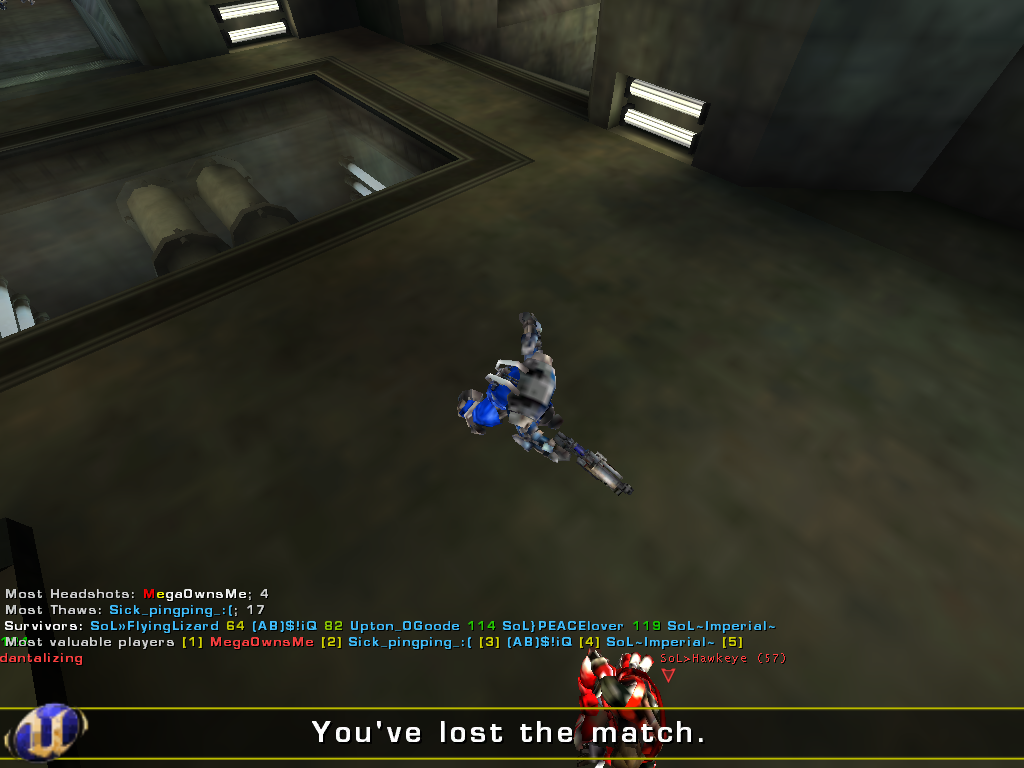 Most Headshots: MegaOwnsMe; 4
Most Thaws: Sick_pingping_:(; 17
Survivors: SoL»FlyingLizard 64 (AB)$!iQ 82 Upton_OGoode 114 SoL}PEACElover 119 SoL~Imperial~
Most valuable players [1] MegaOwnsMe [2] Sick_pingping_:( [3] (AB)$!iQ [4] SoL~Imperial~ [5]
dantalizing
SoL>Hawkeye (57)
You've lost the match.